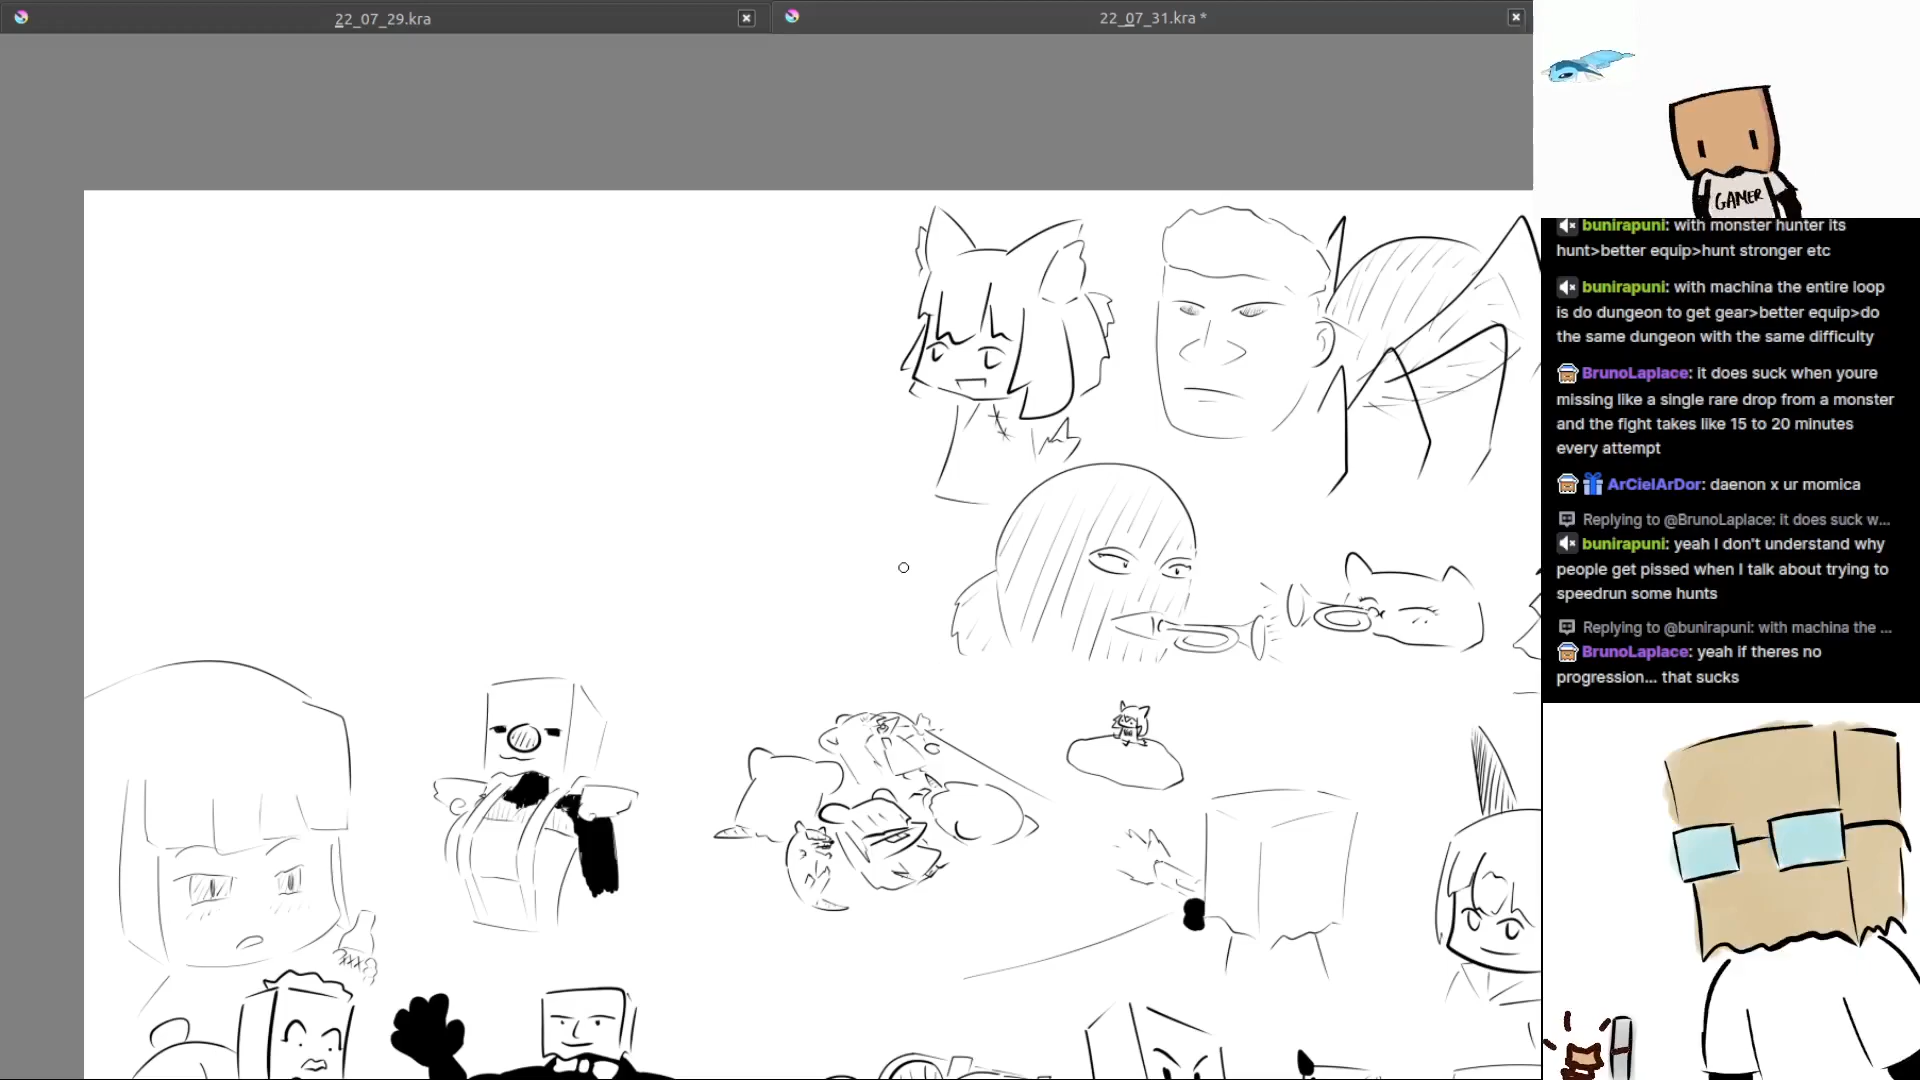 22_07_29.kra
22_07_31.kra *
GAMER
bunirapuni: with monster hunter its
hunt>better equip>hunt stronger etc
bunirapuni: with machina the entire loop
is do dungeon to get gear>better equip>do
the same dungeon with the same difficulty
BrunoLaplace: it does suck when youre
missing like a single rare drop from a monster
and the fight takes like 15 to 20 minutes
every attempt
ArCielArDor: daenon x ur momica
Replying to @BrunoLaplace: it does suck w...
bunirapuni: yeah I don't understand why
people get pissed when I talk about trying to
speedrun some hunts
Replying to @bunirapuni: with machina the ...
BrunoLaplace: yeah if theres no
progression... that sucks